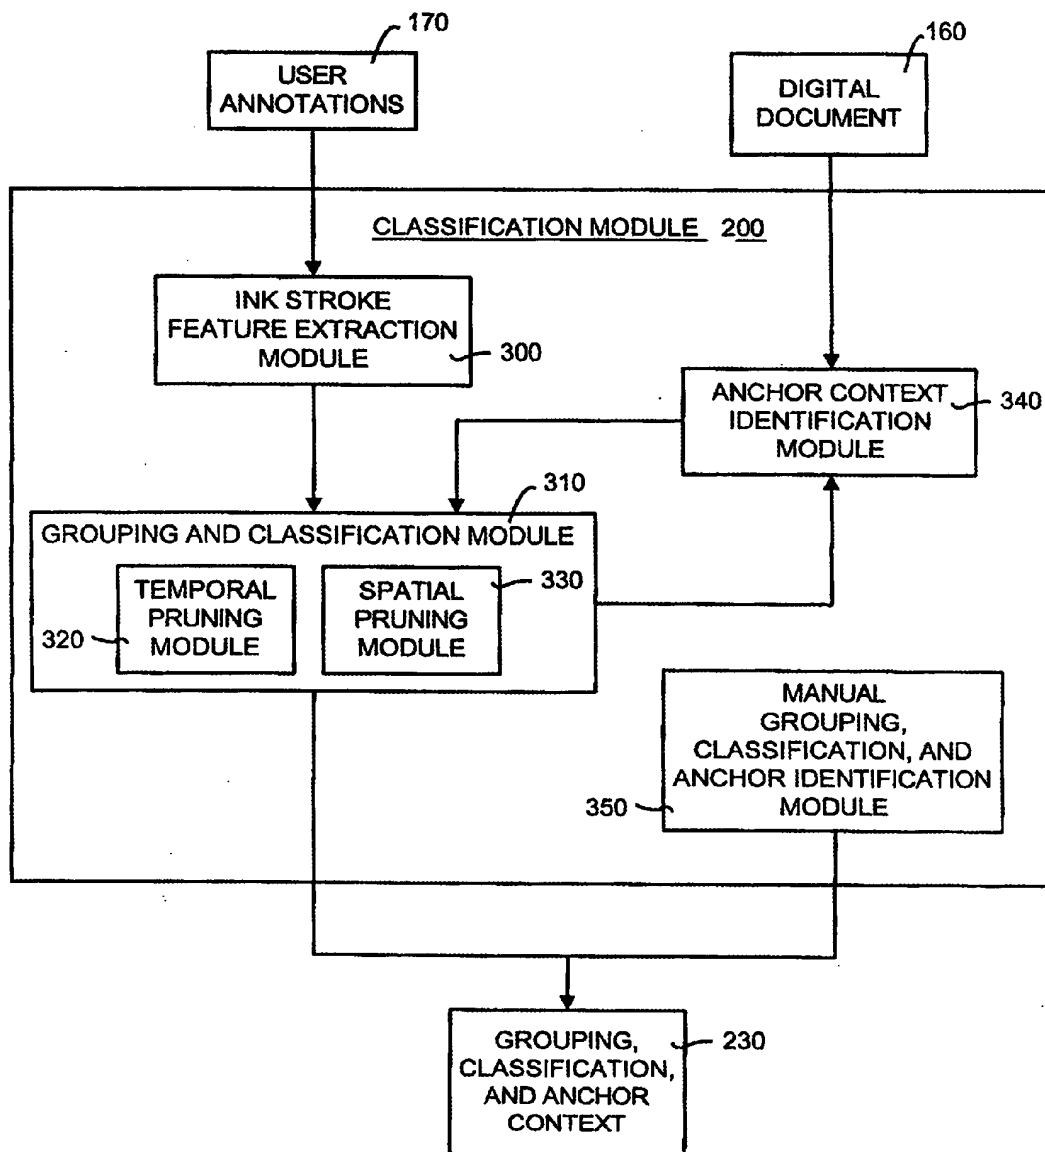 170
USER
ANNOTATIONS
160
DIGITAL
DOCUMENT
CLASSIFICATION MODULE 200
INK STROKE
FEATURE EXTRACTION
MODULE
300
ANCHOR CONTEXT
IDENTIFICATION
MODULE
340
310
GROUPING AND CLASSIFICATION MODULE
TEMPORAL
PRUNING
MODULE
320
SPATIAL
PRUNING
MODULE
330
MANUAL
GROUPING,
CLASSIFICATION, AND
ANCHOR IDENTIFICATION
MODULE
350
GROUPING,
CLASSIFICATION,
AND ANCHOR
CONTEXT
230